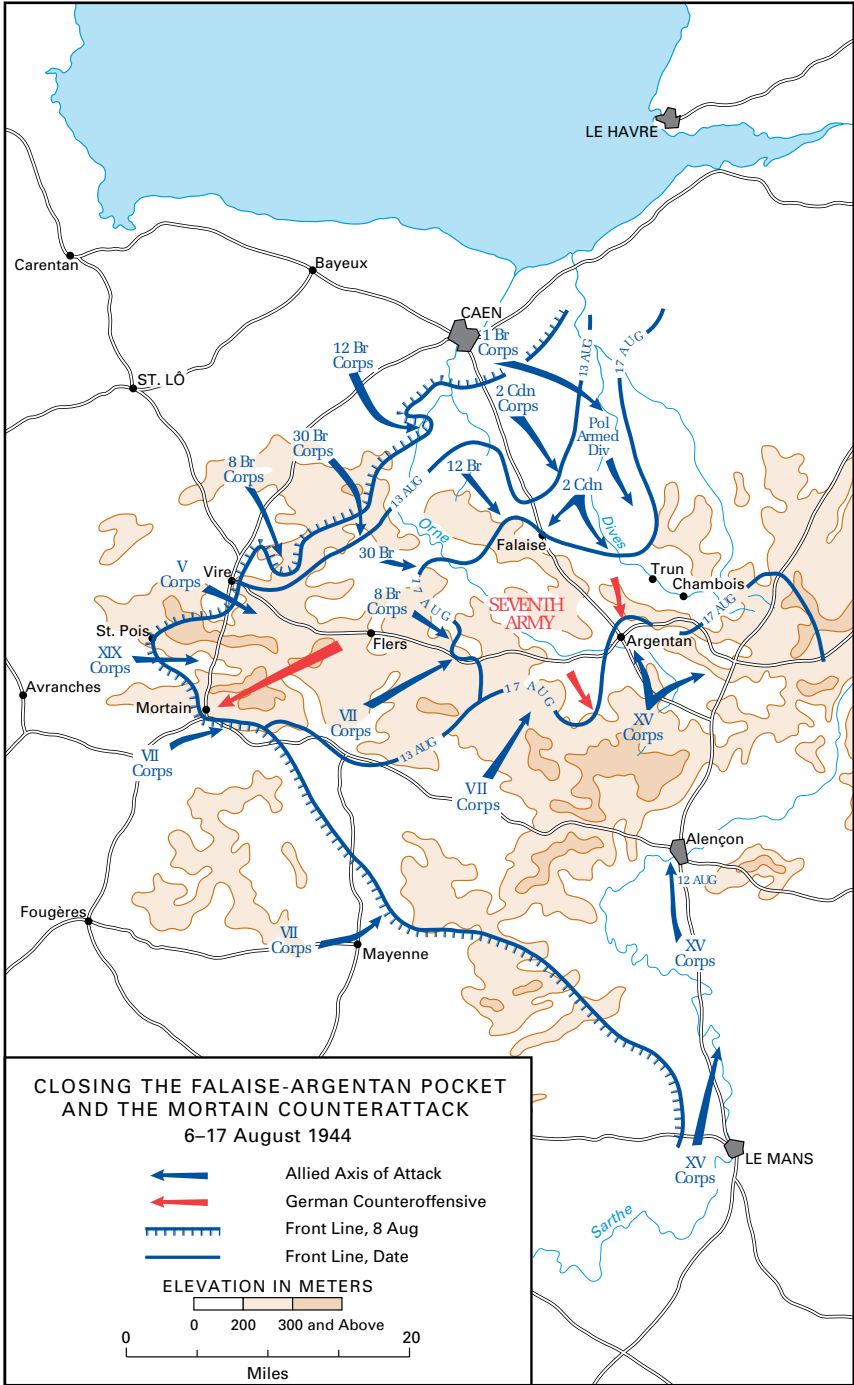 LE HAVRE
Carentan
Bayeux
CAEN
1 Br
Corps
12 Br
Corps
13 AUG
17 AUG
ST. LÔ
2 Cdn
Corps
Pol
Armed
Div
30 Br
Corps
8 Br
Corps
12 Br
13 AUG
2 Cdn
Orne
Falaise
Dives
V
Corps
Vire
30 Br
Trun
Chambois
17 AUG
8 Br
Corps
SEVENTH
ARMY
17 AUG
St. Pois
Flers
Argentan
XIX
Corps
Avranches
Mortain
17 AUG
VII
Corps
XV
Corps
VII
Corps
13 AUG
VII
Corps
Alençon
12 AUG
Fougères
VII
Corps
Mayenne
XV
Corps
CLOSING THE FALAISE-ARGENTAN POCKET
AND THE MORTAIN COUNTERATTACK
6–17 August 1944
Allied Axis of Attack
German Counteroffensive
Front Line, 8 Aug
Front Line, Date
ELEVATION IN METERS
0 200 300 and Above
0 20
Miles
XV
Corps
LE MANS
Sarthe